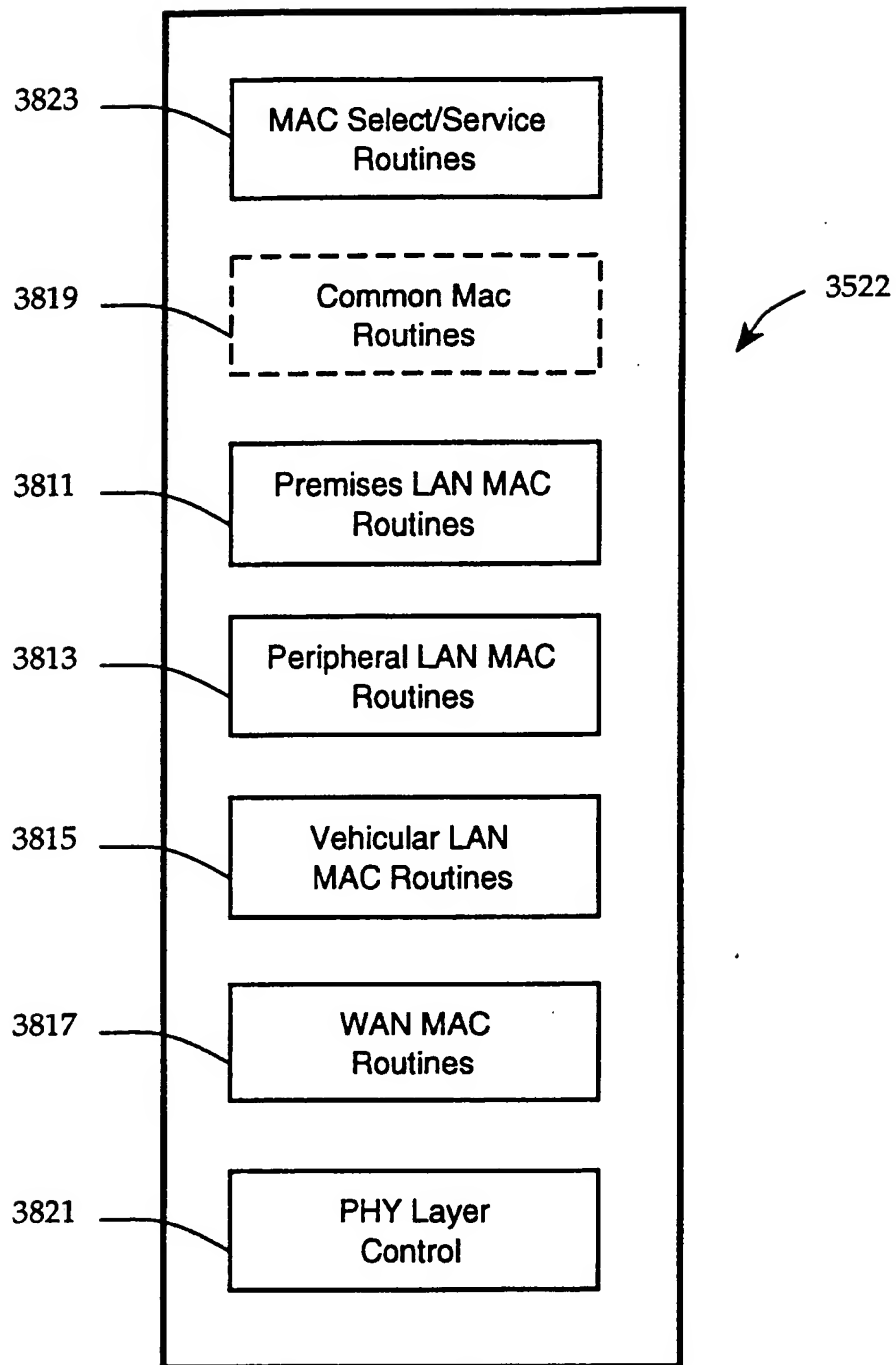 3823
MAC Select/Service
Routines
3819
Common Mac
Routines
3522
3811
Premises LAN MAC
Routines
3813
Peripheral LAN MAC
Routines
3815
Vehicular LAN
MAC Routines
3817
WAN MAC
Routines
3821
PHY Layer
Control